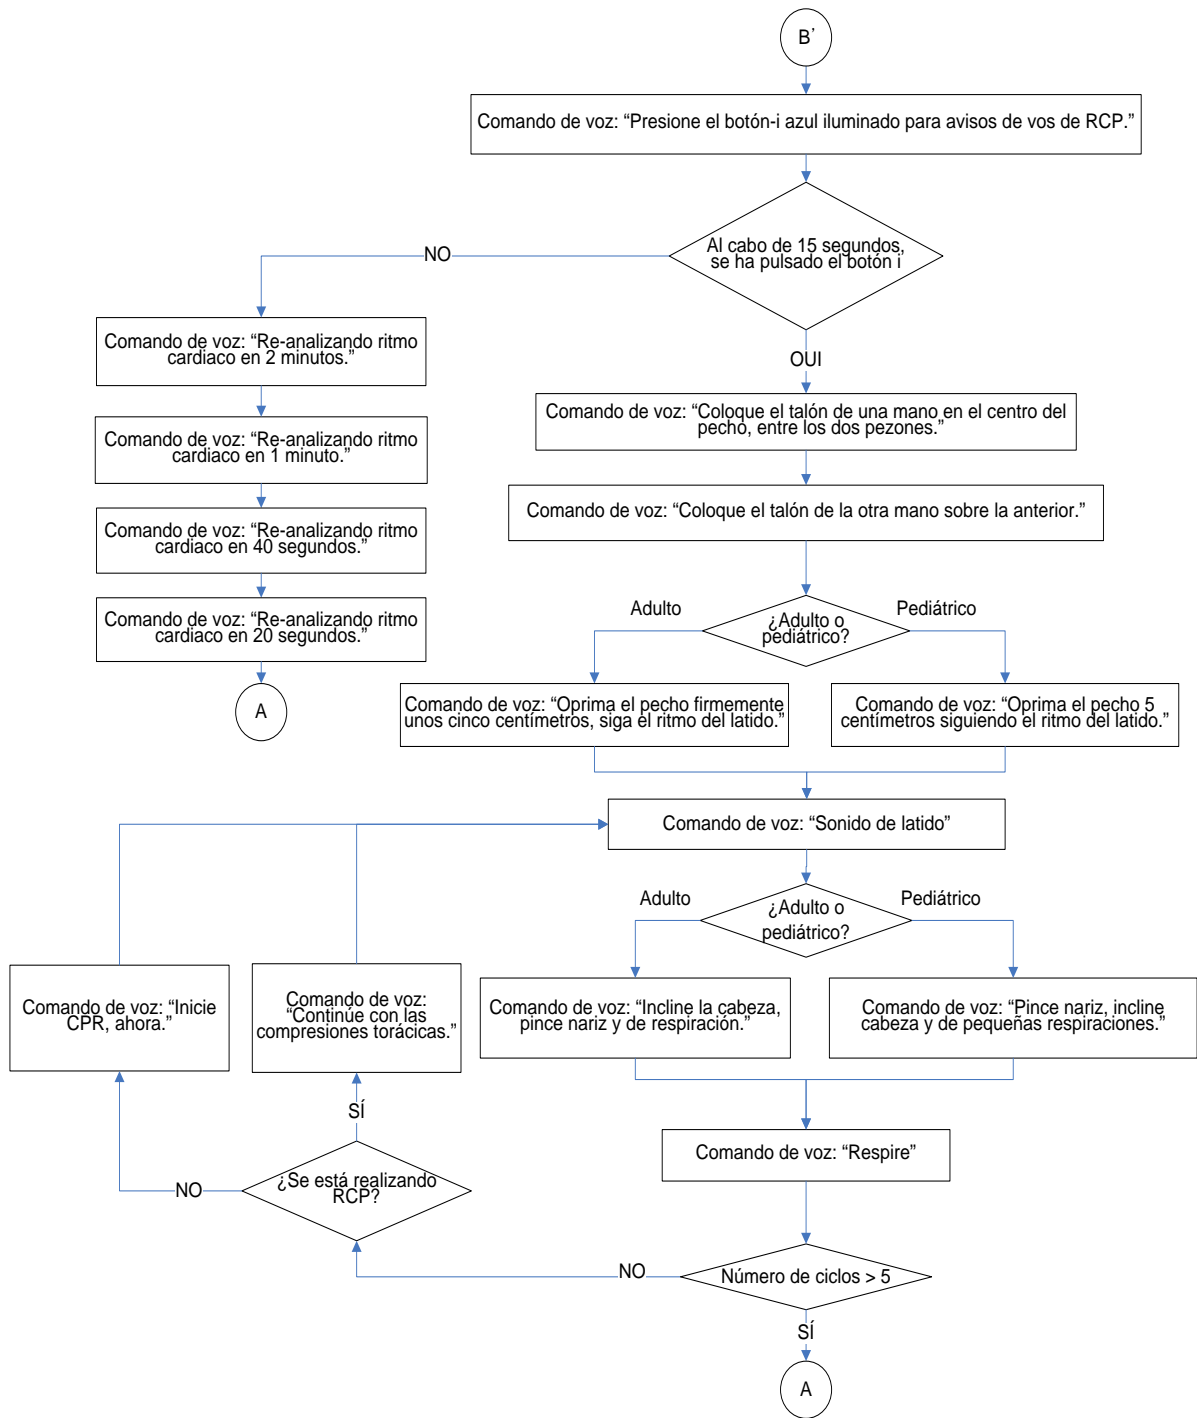 B’
Comando de voz: “Presione el botón-i azul iluminado para avisos de vos de RCP.”
Al cabo de 15 segundos,
se ha pulsado el botón i
NO
OUI
Comando de voz: “Re-analizando ritmo
cardiaco en 2 minutos.”
Comando de voz: “Re-analizando ritmo
cardiaco en 1 minuto.”
Comando de voz: “Re-analizando ritmo
cardiaco en 40 segundos.”
Comando de voz: “Re-analizando ritmo
cardiaco en 20 segundos.”
A
Comando de voz: “Coloque el talón de una mano en el centro del
pecho, entre los dos pezones.”
Comando de voz: “Coloque el talón de la otra mano sobre la anterior.”
Adulto
¿Adulto o
pediátrico?
Pediátrico
Comando de voz: “Oprima el pecho firmemente
unos cinco centímetros, siga el ritmo del latido.”
Comando de voz: “Oprima el pecho 5
centímetros siguiendo el ritmo del latido.”
Comando de voz: “Sonido de latido”
Adulto
¿Adulto o
pediátrico?
Pediátrico
Comando de voz: “Inicie
CPR, ahora.”
Comando de voz:
“Continúe con las
compresiones torácicas.”
Comando de voz: “Incline la cabeza,
pince nariz y de respiración.”
Comando de voz: “Pince nariz, incline
cabeza y de pequeñas respiraciones.”
SÍ
Comando de voz: “Respire”
¿Se está realizando
RCP?
NO
NO
Número de ciclos > 5
SÍ
A